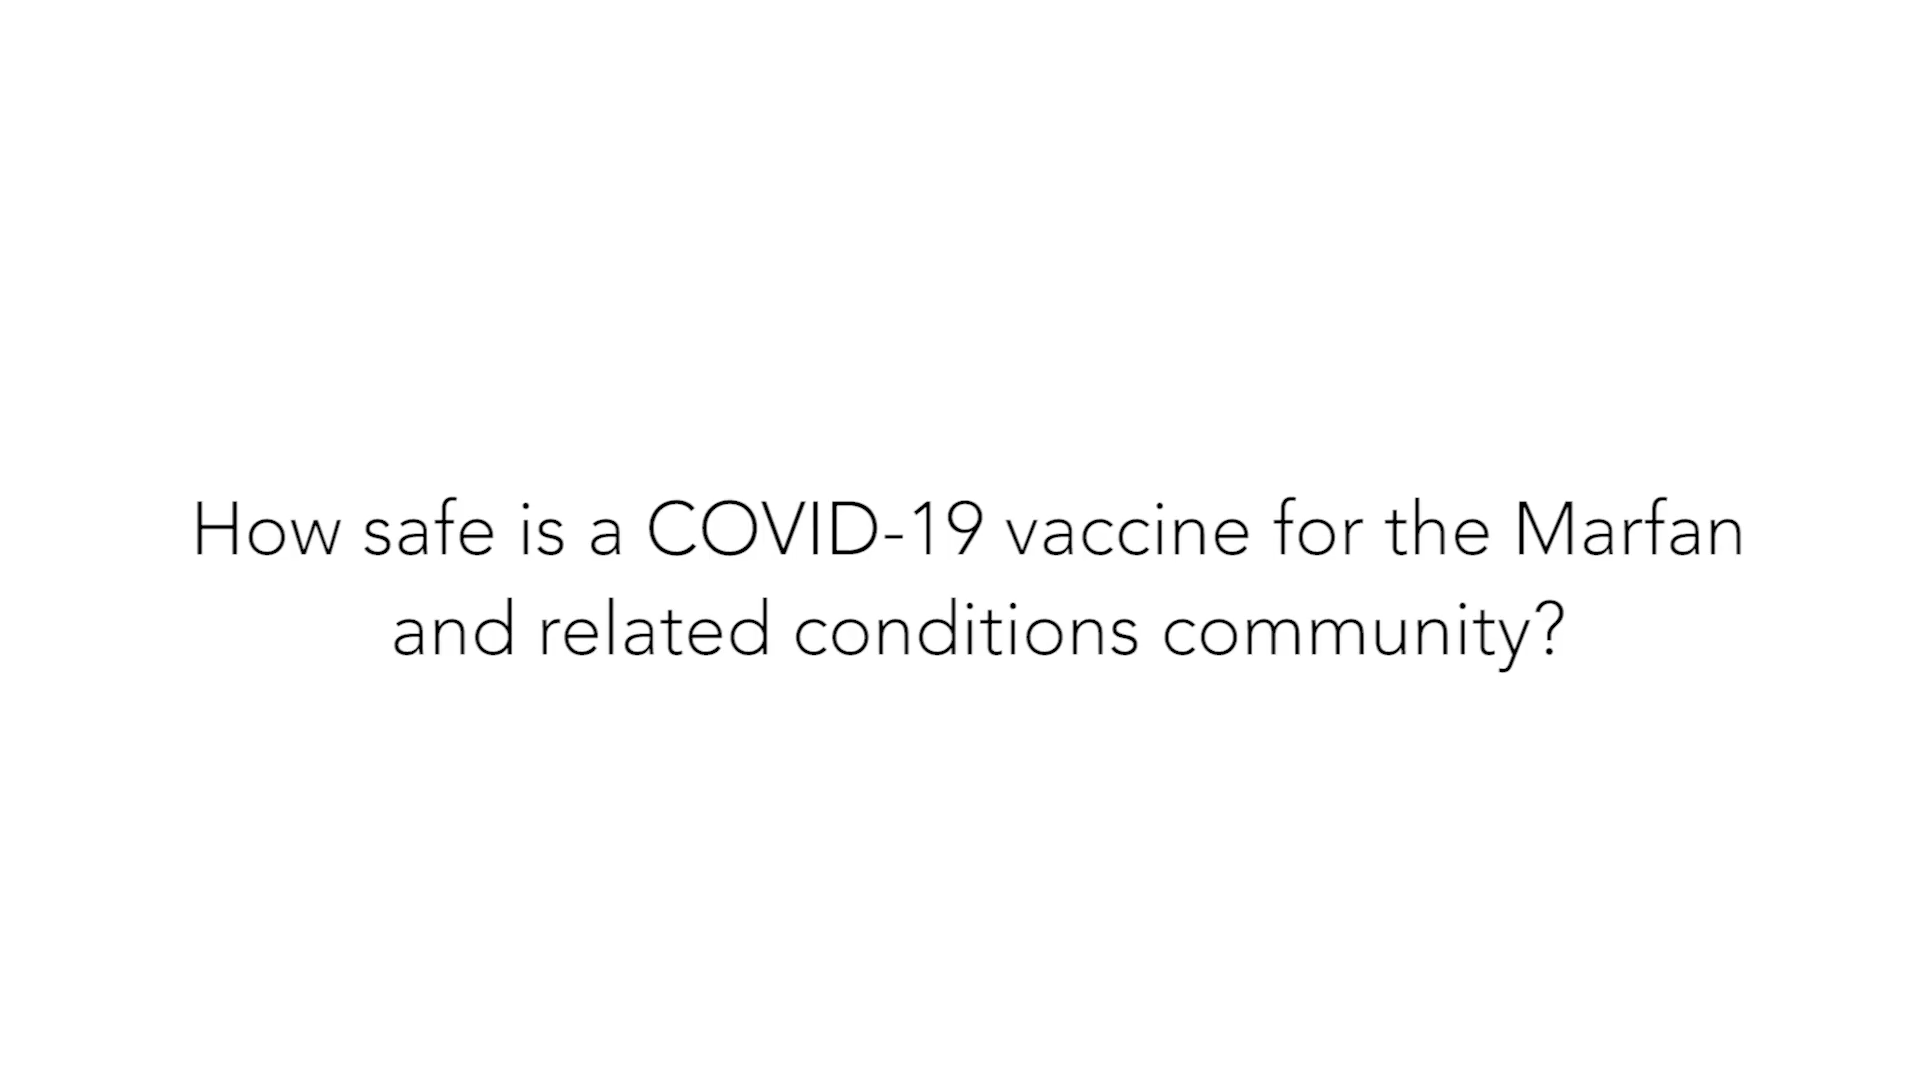 How safe is a COVID-19 vaccine for the Marfan
and related conditions community?